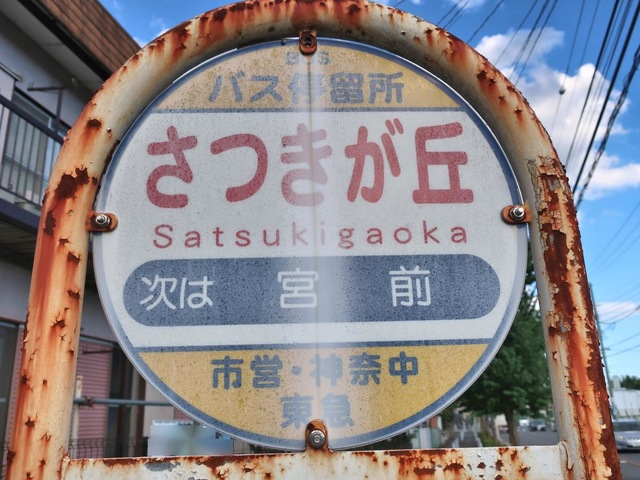 バス停留所
さつきが丘
Satsukigaoka
次は 宮前
市営・神奈中
東急